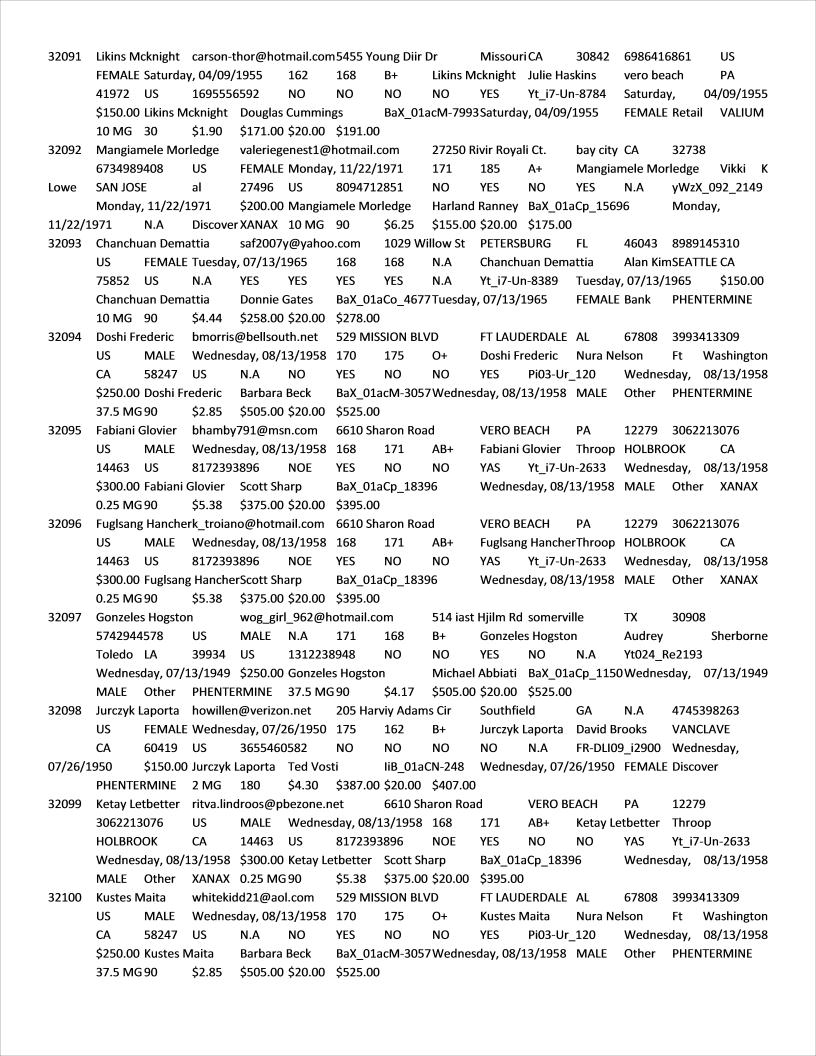 32091 Likins Mcknight carson-thor@hotmail.com5455 Young Diir Dr Missouri CA 30842 6986416861 US
FEMALE Saturday, 04/09/1955 162 168 B+ Likins Mcknight Julie Haskins vero beach PA
41972 US 1695556592 NO NO NO YES Yt_i7-Un-8784 Saturday, 04/09/1955
$150.00 Likins Mcknight Douglas Cummings BaX_01acM-7993Saturday, 04/09/1955 FEMALE Retail VALIUM
10 MG 30 $1.90 $171.00 $20.00 $191.00
32092 Mangiamele Morledge valeriegenest1@hotmail.com 27250 Rivir Royali Ct. bay city CA 32738
6734989408 US FEMALE Monday, 11/22/1971 171 185 A+ Mangiamele Morledge Vikki K
Lowe SAN JOSE al 27496 US 8094712851 NO YES NO YES N.A yWzX_092_2149
Monday, 11/22/1971 $200.00 Mangiamele Morledge Harland Ranney BaX_01aCp_15696 Monday,
11/22/1971 N.A Discover XANAX 10 MG 90 $6.25 $155.00 $20.00 $175.00
32093 Chanchuan Demattia saf2007y@yahoo.com 1029 Willow St PETERSBURG FL 46043 8989145310
US FEMALE Tuesday, 07/13/1965 168 168 N.A Chanchuan Demattia Alan KimSEATTLE CA
75852 US N.A YES YES YES YES N.A Yt_i7-Un-8389 Tuesday, 07/13/1965 $150.00
Chanchuan Demattia Donnie Gates BaX_01aCo_4677Tuesday, 07/13/1965 FEMALE Bank PHENTERMINE
10 MG 90 $4.44 $258.00 $20.00 $278.00
32094 Doshi Frederic bmorris@bellsouth.net 529 MISSION BLVD FT LAUDERDALE AL 67808 3993413309
US MALE Wednesday, 08/13/1958 170 175 O+ Doshi Frederic Nura Nelson Ft Washington
CA 58247 US N.A NO YES NO NO YES Pi03-Ur_120 Wednesday, 08/13/1958
$250.00 Doshi Frederic Barbara Beck BaX_01acM-3057Wednesday, 08/13/1958 MALE Other PHENTERMINE
37.5 MG 90 $2.85 $505.00 $20.00 $525.00
32095 Fabiani Glovier bhamby791@msn.com 6610 Sharon Road VERO BEACH PA 12279 3062213076
US MALE Wednesday, 08/13/1958 168 171 AB+ Fabiani Glovier Throop HOLBROOK CA
14463 US 8172393896 NOE YES NO NO YAS Yt_i7-Un-2633 Wednesday, 08/13/1958
$300.00 Fabiani Glovier Scott Sharp BaX_01aCp_18396 Wednesday, 08/13/1958 MALE Other XANAX
0.25 MG 90 $5.38 $375.00 $20.00 $395.00
32096 Fuglsang Hancherk_troiano@hotmail.com 6610 Sharon Road VERO BEACH PA 12279 3062213076
US MALE Wednesday, 08/13/1958 168 171 AB+ Fuglsang HancherThroop HOLBROOK CA
14463 US 8172393896 NOE YES NO NO YAS Yt_i7-Un-2633 Wednesday, 08/13/1958
$300.00 Fuglsang HancherScott Sharp BaX_01aCp_18396 Wednesday, 08/13/1958 MALE Other XANAX
0.25 MG 90 $5.38 $375.00 $20.00 $395.00
32097 Gonzeles Hogston wog_girl_962@hotmail.com 514 iast Hjilm Rd somerville TX 30908
5742944578 US MALE N.A 171 168 B+ Gonzeles Hogston Audrey Sherborne
Toledo LA 39934 US 1312238948 NO NO YES NO N.A Yt024_Re2193
Wednesday, 07/13/1949 $250.00 Gonzeles Hogston Michael Abbiati BaX_01aCp_1150Wednesday, 07/13/1949
MALE Other PHENTERMINE 37.5 MG 90 $4.17 $505.00 $20.00 $525.00
32098 Jurczyk Laporta howillen@verizon.net 205 Harviy Adams Cir Southfield GA N.A 4745398263
US FEMALE Wednesday, 07/26/1950 175 162 B+ Jurczyk Laporta David Brooks VANCLAVE
CA 60419 US 3655460582 NO NO NO NO N.A FR-DLI09_i2900 Wednesday,
07/26/1950 $150.00 Jurczyk Laporta Ted Vosti IiB_01aCN-248 Wednesday, 07/26/1950 FEMALE Discover
PHENTERMINE 2 MG 180 $4.30 $387.00 $20.00 $407.00
32099 Ketay Letbetter ritva.lindroos@pbezone.net 6610 Sharon Road VERO BEACH PA 12279
3062213076 US MALE Wednesday, 08/13/1958 168 171 AB+ Ketay Letbetter Throop
HOLBROOK CA 14463 US 8172393896 NOE YES NO NO YAS Yt_i7-Un-2633
Wednesday, 08/13/1958 $300.00 Ketay Letbetter Scott Sharp BaX_01aCp_18396 Wednesday, 08/13/1958
MALE Other XANAX 0.25 MG 90 $5.38 $375.00 $20.00 $395.00
32100 Kustes Maita whitekidd21@aol.com 529 MISSION BLVD FT LAUDERDALE AL 67808 3993413309
US MALE Wednesday, 08/13/1958 170 175 O+ Kustes Maita Nura Nelson Ft Washington
CA 58247 US N.A NO YES NO NO YES Pi03-Ur_120 Wednesday, 08/13/1958
$250.00 Kustes Maita Barbara Beck BaX_01acM-3057Wednesday, 08/13/1958 MALE Other PHENTERMINE
37.5 MG 90 $2.85 $505.00 $20.00 $525.00